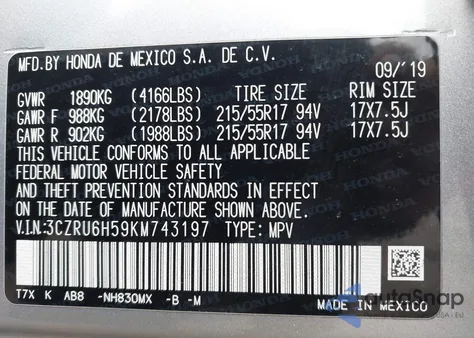 MFD.BY HONDA DE MEXICO S.A. DE C.V.
09/'19
GVWR 1890KG (4166LBS) TIRE SIZE RIM SIZE
GAWR F 988KG (2178LBS) 215/55R17 94V 17X7.5J
GAWR R 902KG (1988LBS) 215/55R17 94V 17X7.5J
THIS VEHICLE CONFORMS TO ALL APPLICABLE
FEDERAL MOTOR VEHICLE SAFETY
AND THEFT PREVENTION STANDARDS IN EFFECT
ON THE DATE OF MANUFACTURE SHOWN ABOVE.
V.I.N:3CZRU6H59KM743197 TYPE: MPV
T7X K AB8 -NH830MX -B -M
MADE IN MEXICO
autoSnap